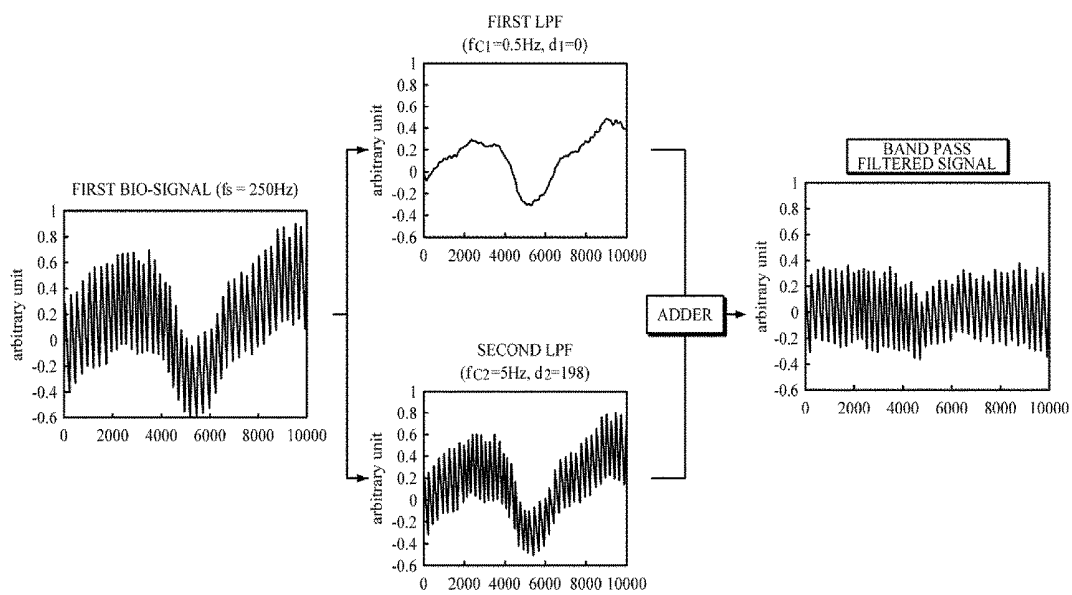 FIRST LPF
(fC1=0.5Hz, d1=0)
1
0.8
0.6
0.4
0.2
0
-0.2
-0.4
-0.6
arbitrary unit
0 2000 4000 6000 8000 10000
FIRST BIO-SIGNAL (fs = 250Hz)
1
0.8
0.6
0.4
0.2
0
-0.2
-0.4
-0.6
arbitrary unit
0 2000 4000 6000 8000 10000
SECOND LPF
(fC2=5Hz, d2=198)
1
0.8
0.6
0.4
0.2
0
-0.2
-0.4
-0.6
arbitrary unit
0 2000 4000 6000 8000 10000
ADDER
BAND PASS
FILTERED SIGNAL
1
0.8
0.6
0.4
0.2
0
-0.2
-0.4
-0.6
arbitrary unit
0 2000 4000 6000 8000 10000